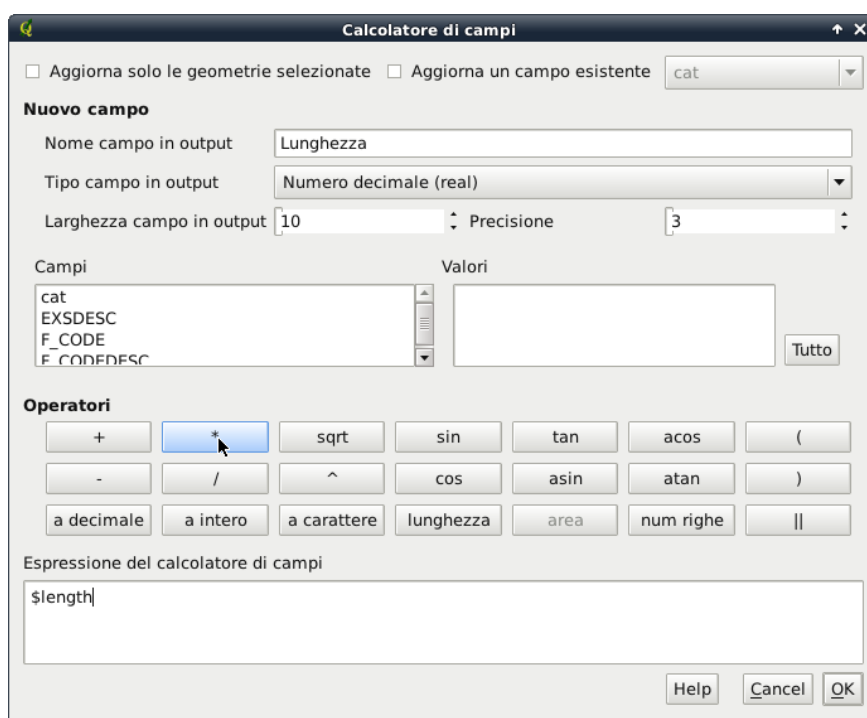 Calcolatore di campi
Aggiorna solo le geometrie selezionate Aggiorna un campo esistente cat
Nuovo campo
Nome campo in output Lunghezza
Tipo campo in output Numero decimale (real)
Larghezza campo in output 10 Precisione 3
Campi Valori
cat
EXSDESC
F_CODE
F_CODEDESC
Tutto
Operatori
+ * sqrt sin tan acos (
- / ^ cos asin atan )
a decimale a intero a carattere lunghezza area num righe ||
Espressione del calcolatore di campi
$length
Help Cancel OK